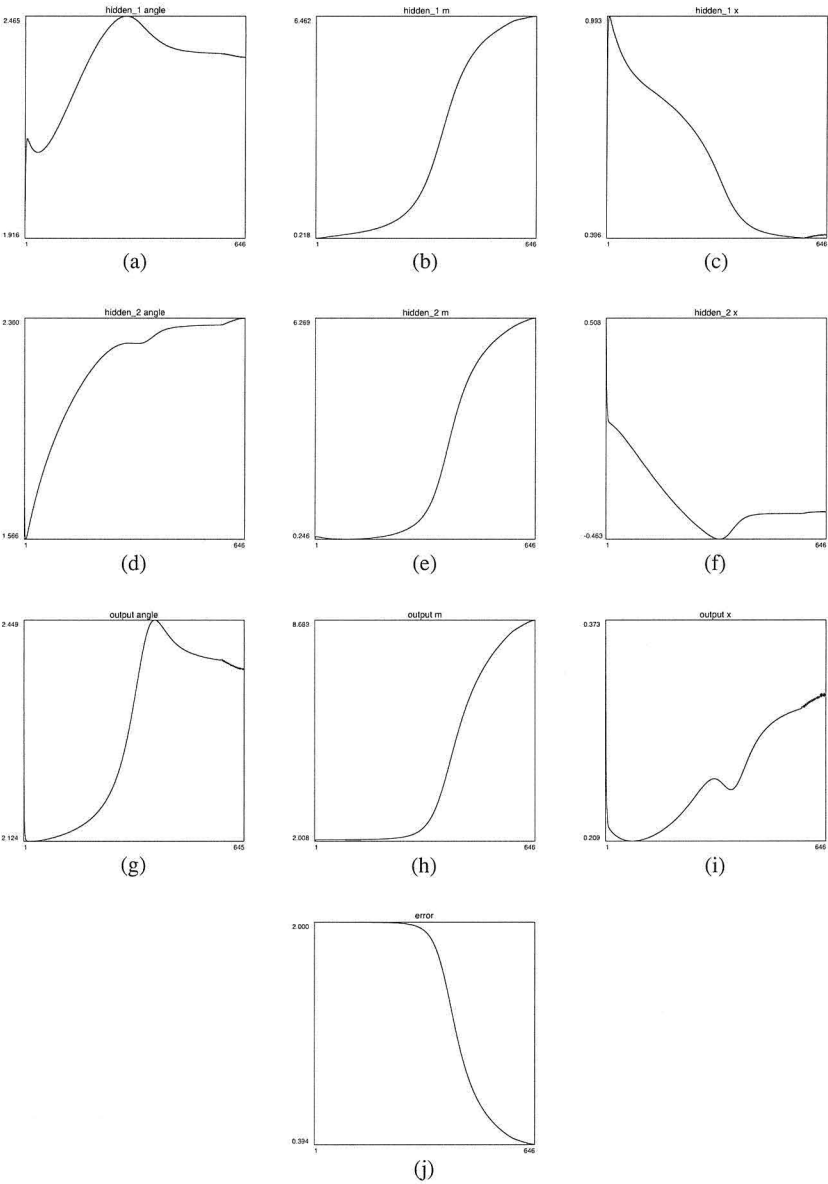 hidden_1 angle
2.465
1.916
1
646
(a)
hidden_1 m
6.462
0.218
1
646
(b)
hidden_1 x
0.993
0.396
1
646
(c)
hidden_2 angle
2.360
1.566
1
646
(d)
hidden_2 m
6.269
0.246
1
646
(e)
hidden_2 x
0.508
-0.463
1
646
(f)
output angle
2.449
2.124
1
645
(g)
output m
8.683
2.008
1
646
(h)
output x
0.373
0.209
1
646
(i)
error
2.000
0.394
1
646
(j)